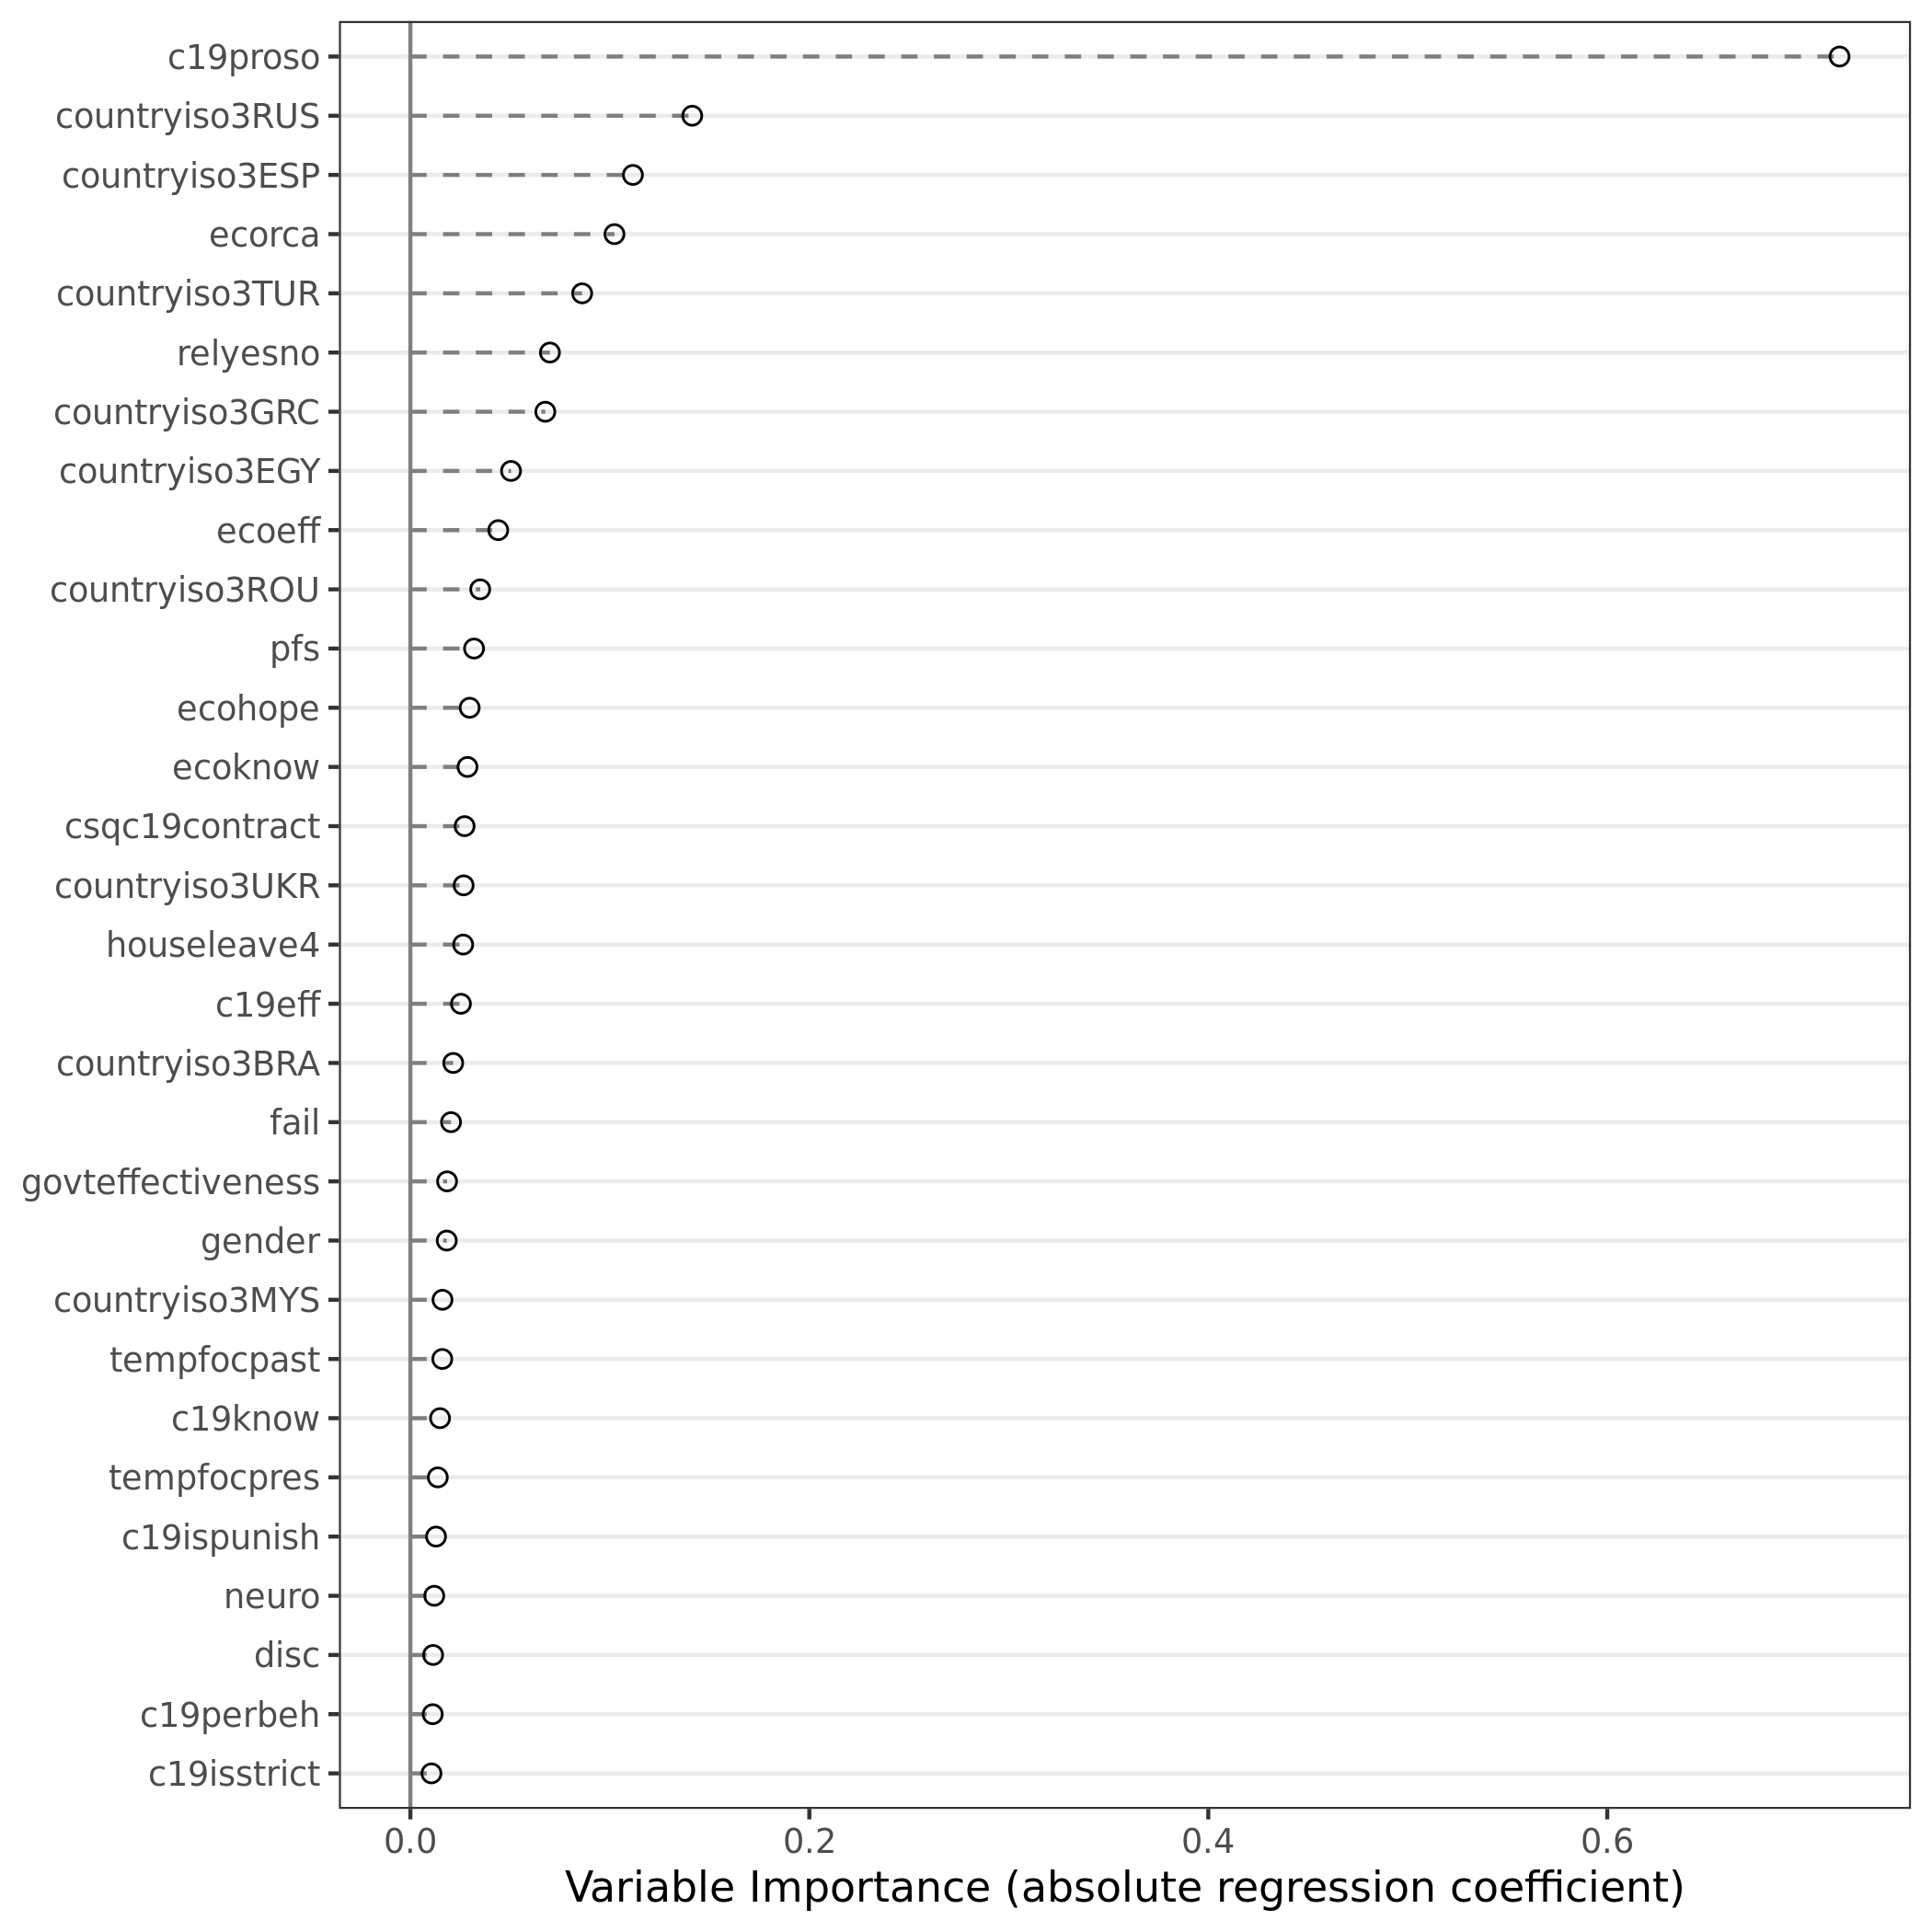 c19proso
countryiso3RUS
countryiso3ESP
ecorca
countryiso3TUR
relyesno
countryiso3GRC
countryiso3EGY
ecoeff
countryiso3ROU
pfs
ecohope
ecoknow
csqc19contract
countryiso3UKR
houseleave4
c19eff
countryiso3BRA
fail
govteffectiveness
gender
countryiso3MYS
tempfocpast
c19know
tempfocpres
c19ispunish
neuro
disc
c19perbeh
c19isstrict
0.0 0.2 0.4 0.6
Variable Importance (absolute regression coefficient)